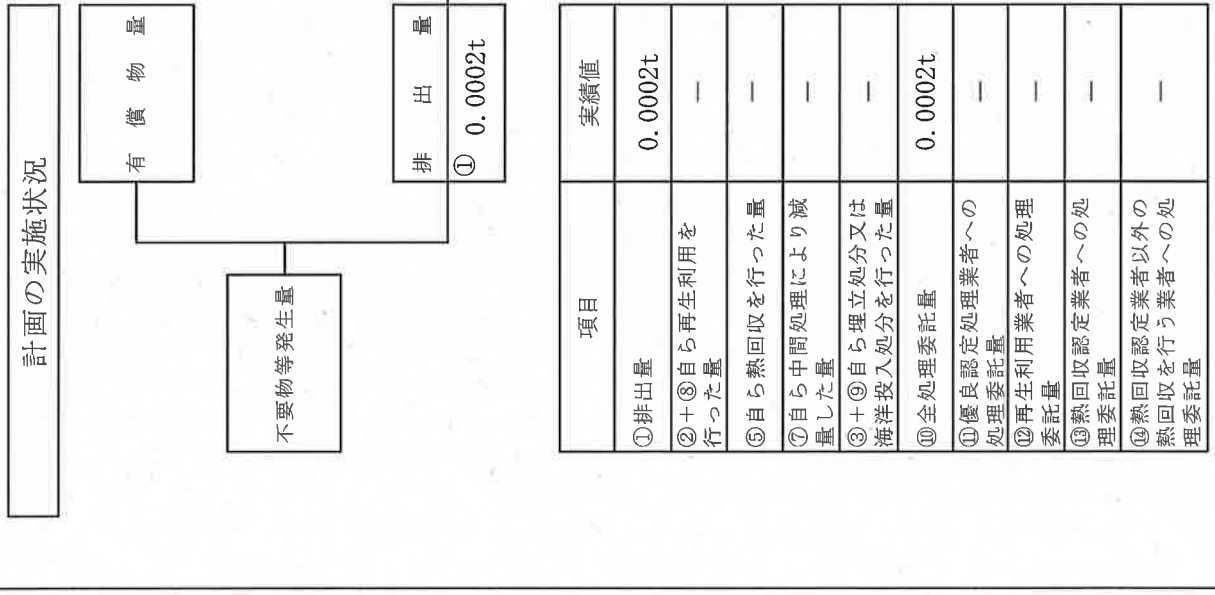 計画の実施状況
有償物量
不要物等発生量
排出量
① 0.0002t
項目
実績値
①排出量
0.0002t
②+⑧自ら再生利用を
行った量
—
⑤自ら熱回収を行った量
—
⑦自ら中間処理により減
量した量
—
③+⑨自ら埋立処分又は
海洋投入処分を行った量
—
⑩全処理委託量
0.0002t
⑪優良認定処理業者への
処理委託量
—
⑫再生利用業者への処理
委託量
—
⑬熱回収認定業者への処
理委託量
—
⑭熱回収認定業者以外の
熱回収を行う業者への処
理委託量
—